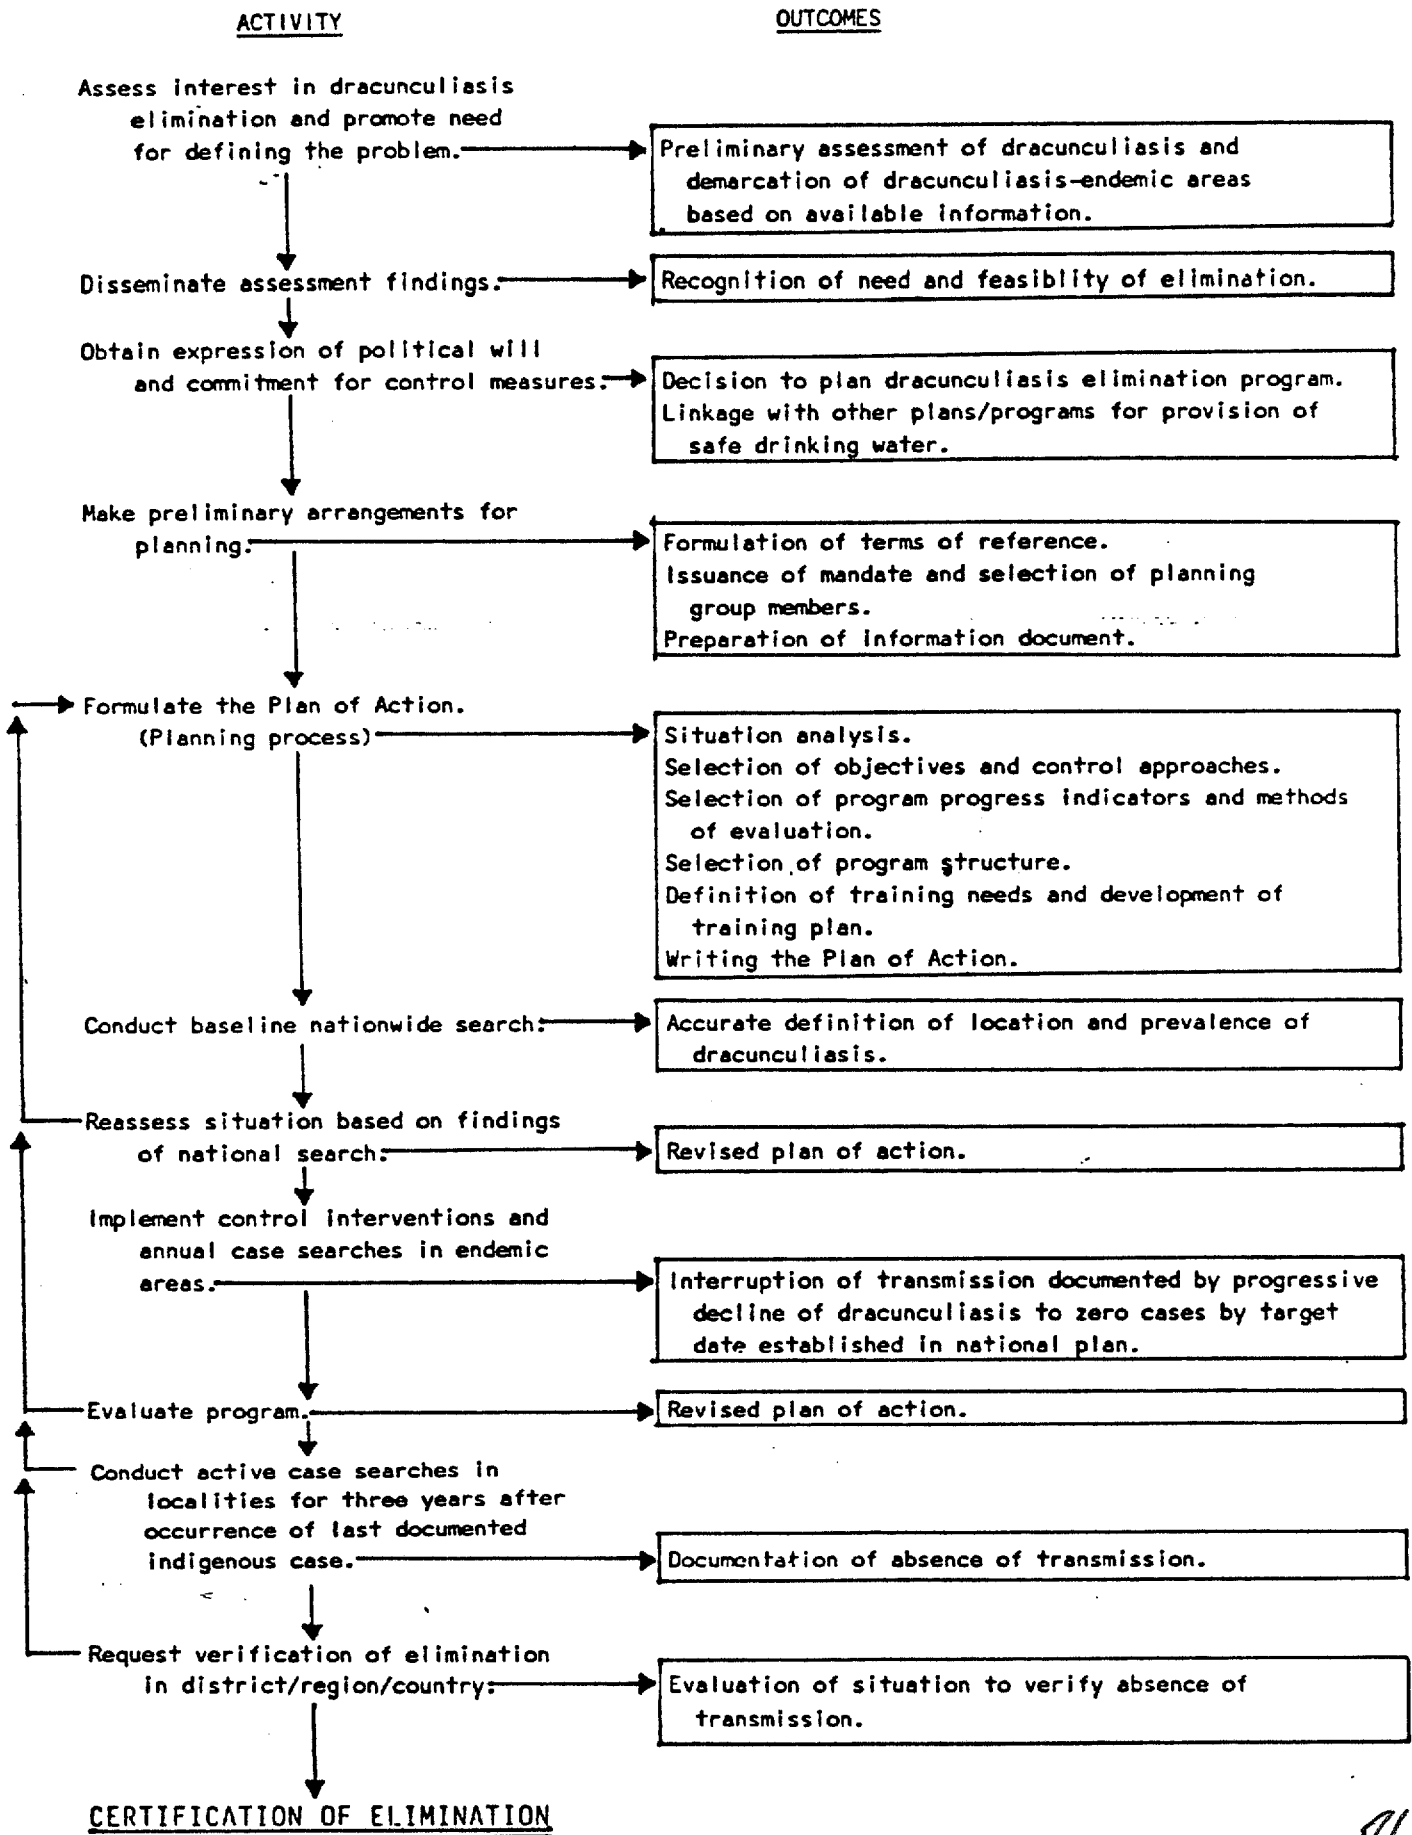 ACTIVITY
OUTCOMES
Assess interest in dracunculiasis
elimination and promote need
for defining the problem.
Preliminary assessment of dracunculiasis and
demarcation of dracunculiasis-endemic areas
based on available information.
Disseminate assessment findings.
Recognition of need and feasiblity of elimination.
Obtain expression of political will
and commitment for control measures.
Decision to plan dracunculiasis elimination program.
Linkage with other plans/programs for provision of
safe drinking water.
Make preliminary arrangements for
planning.
Formulation of terms of reference.
Issuance of mandate and selection of planning
group members.
Preparation of information document.
Formulate the Plan of Action.
(Planning process)
Situation analysis.
Selection of objectives and control approaches.
Selection of program progress indicators and methods
of evaluation.
Selection of program structure.
Definition of training needs and development of
training plan.
Writing the Plan of Action.
Conduct baseline nationwide search.
Accurate definition of location and prevalence of
dracunculiasis.
Reassess situation based on findings
of national search.
Revised plan of action.
Implement control interventions and
annual case searches in endemic
areas.
Interruption of transmission documented by progressive
decline of dracunculiasis to zero cases by target
date established in national plan.
Evaluate program.
Revised plan of action.
Conduct active case searches in
localities for three years after
occurrence of last documented
indigenous case.
Documentation of absence of transmission.
Request verification of elimination
in district/region/country.
Evaluation of situation to verify absence of
transmission.
CERTIFICATION OF ELIMINATION